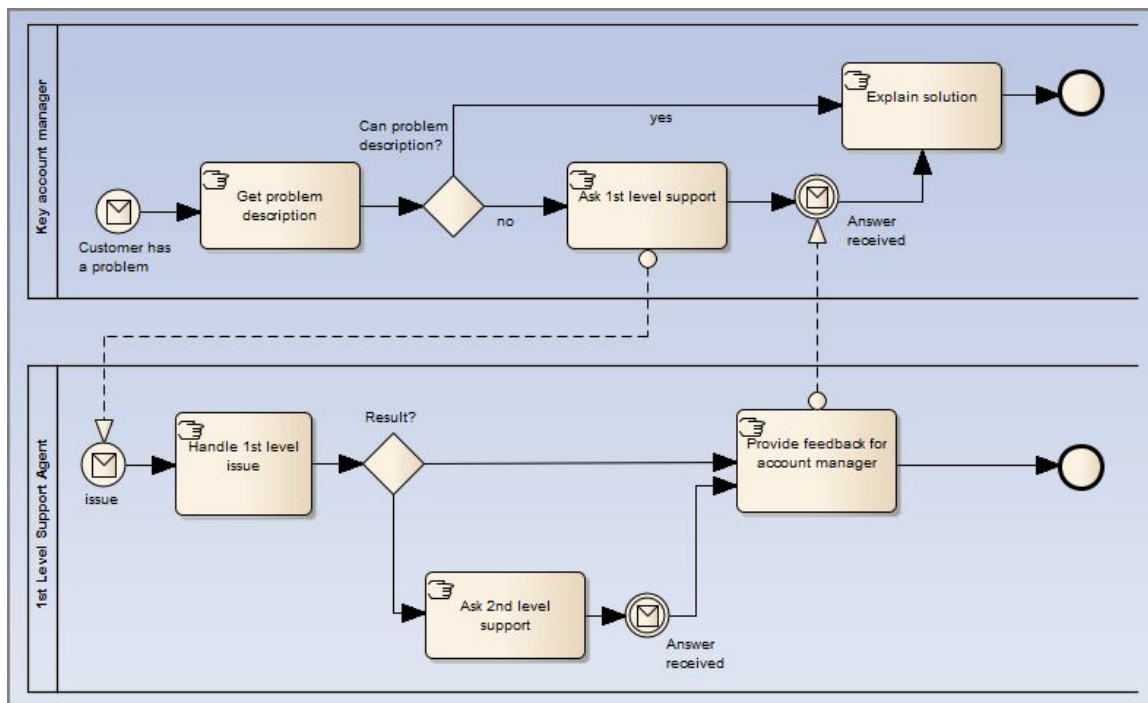 Key account manager
Can problem
description?
yes
Explain solution
Get problem
description
no
Ask 1st level support
Customer has
a problem
Answer
received
1st Level Support Agent
Result?
Handle 1st level
issue
Provide feedback for
account manager
issue
Ask 2nd level
support
Answer
received